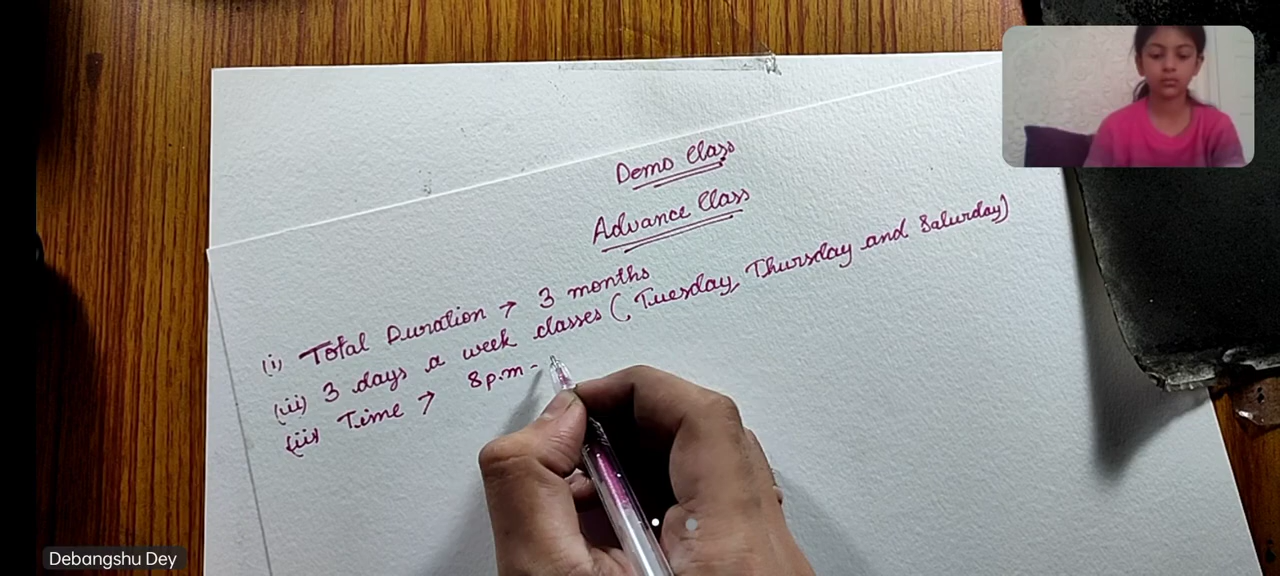 Demo Class
Advance Class
(i) Total Duration → 3 months
(ii) 3 days a week classes (Tuesday, Thursday and Saturday)
(iii) Time → 8 p.m -
Debangshu Dey